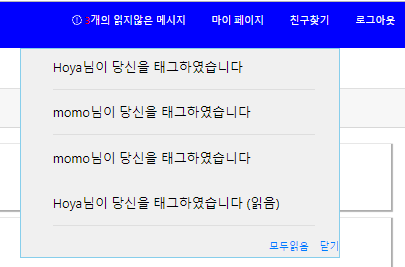 ⓘ 3개의 읽지않은 메시지 마이 페이지 친구찾기 로그아웃
Hoya님이 당신을 태그하였습니다
momo님이 당신을 태그하였습니다
momo님이 당신을 태그하였습니다
Hoya님이 당신을 태그하였습니다 (읽음)
모두읽음 닫기